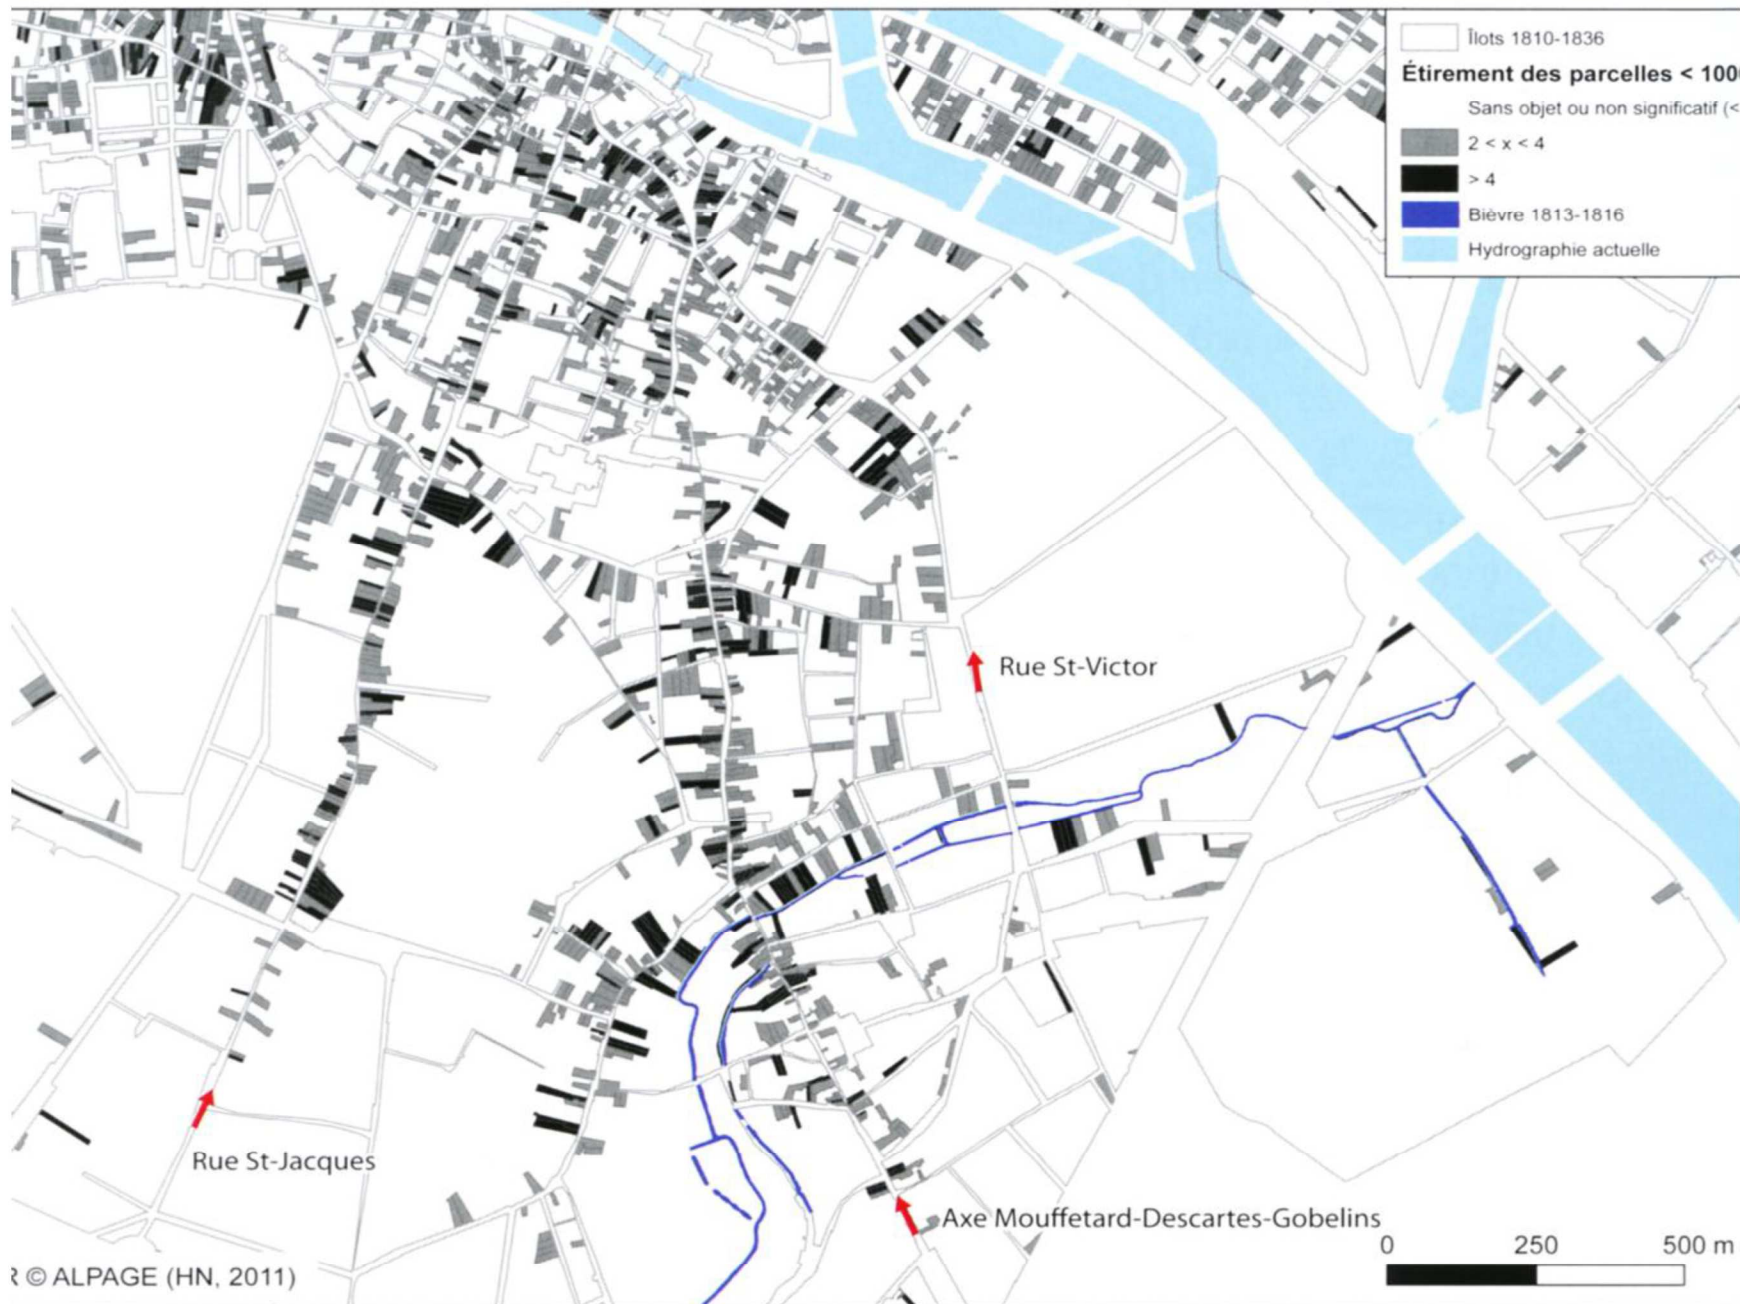 Îlots 1810-1836
Étirement des parcelles < 100
Sans objet ou non significatif (<
2 < x < 4
> 4
Bièvre 1813-1816
Hydrographie actuelle
Rue St-Victor
Rue St-Jacques
Axe Mouffetard-Descartes-Gobelins
0 250 500 m
© ALPAGE (HN, 2011)